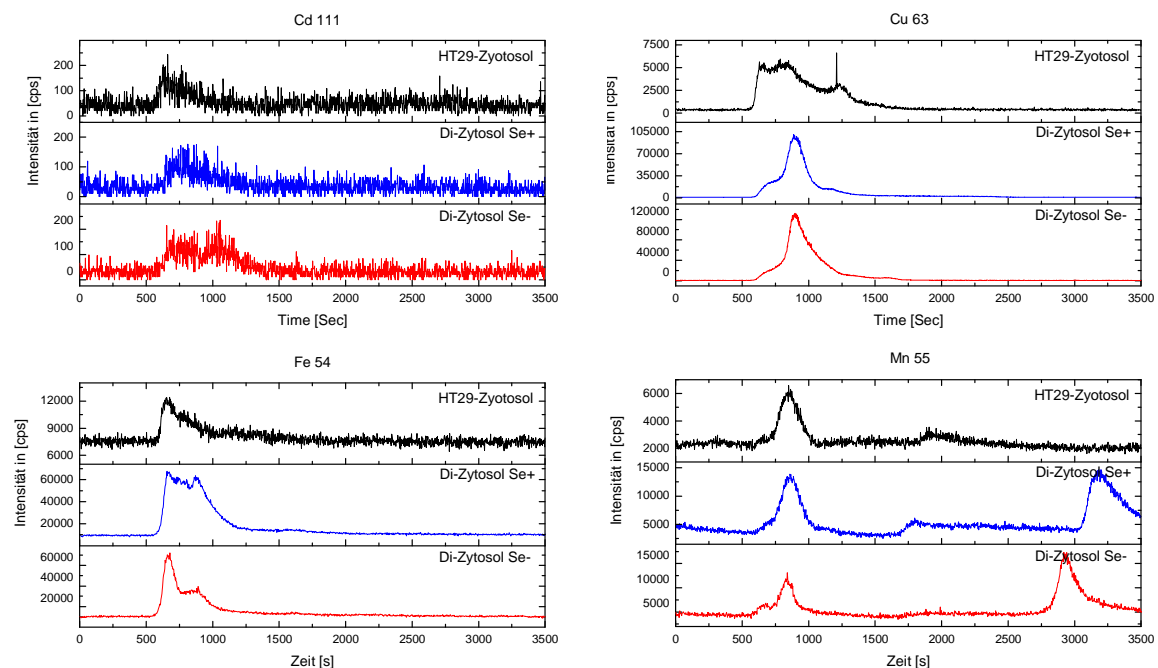 Cd 111
Intensität in [cps]
200
100
0
HT29-Zyotosol
200
100
0
Di-Zytosol Se+
200
100
0
Di-Zytosol Se-
0 500 1000 1500 2000 2500 3000 3500
Time [Sec]
Cu 63
Intensität in [cps]
7500
5000
2500
0
HT29-Zyotosol
105000
70000
35000
0
Di-Zytosol Se+
120000
80000
40000
0
Di-Zytosol Se-
0 500 1000 1500 2000 2500 3000 3500
Time [Sec]
Fe 54
Intensität in [cps]
12000
9000
6000
HT29-Zyotosol
60000
40000
20000
Di-Zytosol Se+
60000
40000
20000
Di-Zytosol Se-
0 500 1000 1500 2000 2500 3000 3500
Zeit [s]
Mn 55
Intensität in [cps]
6000
4000
2000
HT29-Zyotosol
15000
10000
5000
Di-Zytosol Se+
15000
10000
5000
Di-Zytosol Se-
0 500 1000 1500 2000 2500 3000 3500
Zeit [s]